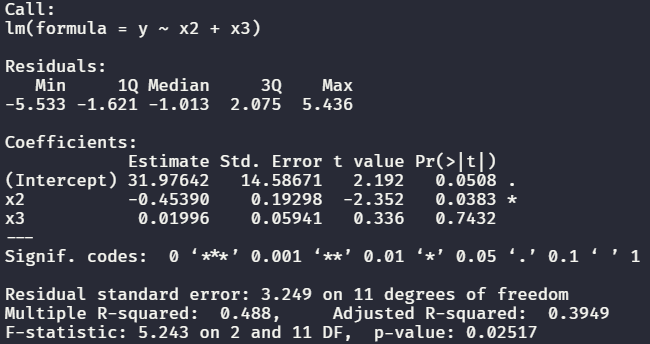 Call:
lm(formula = y ~ x2 + x3)
Residuals:
Min 1Q Median 3Q Max
-5.533 -1.621 -1.013 2.075 5.436
Coefficients:
Estimate Std. Error t value Pr(>|t|)
(Intercept) 31.97642 14.58671 2.192 0.0508 .
x2 -0.45390 0.19298 -2.352 0.0383 *
x3 0.01996 0.05941 0.336 0.7432
---
Signif. codes: 0 ‘***’ 0.001 ‘**’ 0.01 ‘*’ 0.05 ‘.’ 0.1 ‘ ’ 1
Residual standard error: 3.249 on 11 degrees of freedom
Multiple R-squared: 0.488, Adjusted R-squared: 0.3949
F-statistic: 5.243 on 2 and 11 DF, p-value: 0.02517